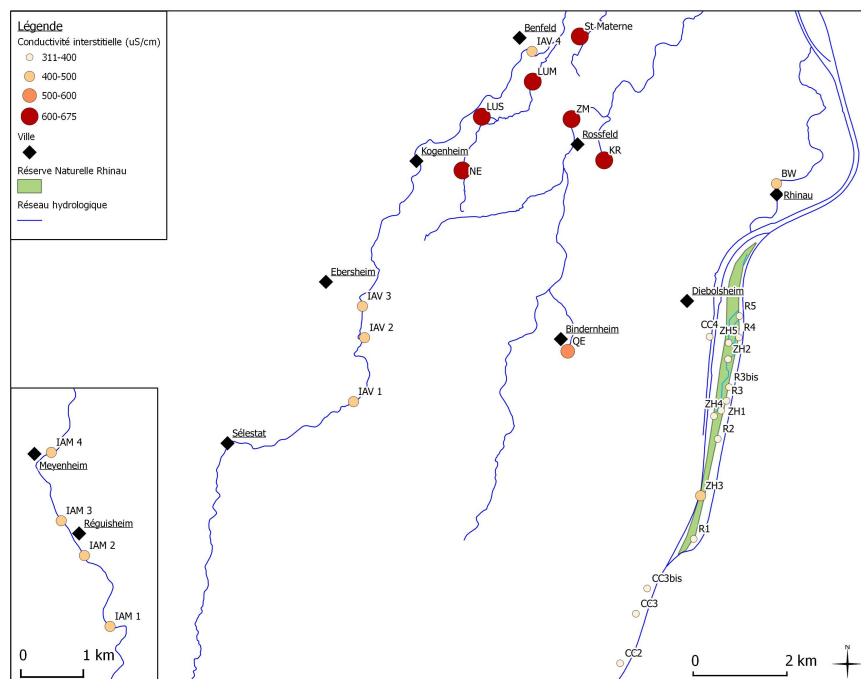 Légende
Conductivité interstitielle (uS/cm)
311-400
400-500
500-600
600-675
Ville
Réserve Naturelle Rhinau
Réseau hydrologique
Benfeld
St-Materne
IAV 4
LUM
LUS
ZM
Rossfeld
Kogenheim
NE
KR
BW
Rhinau
Ebersheim
Diebolsheim
IAV 3
R5
IAV 2
Bindernheim
QE
CC4
ZH5
R4
ZH2
R3bis
R3
IAV 1
ZH4
ZH1
Sélestat
R2
IAM 4
Meyenheim
ZH3
IAM 3
Réguisheim
R1
IAM 2
CC3bis
CC3
IAM 1
CC2
0
1 km
0
2 km
N